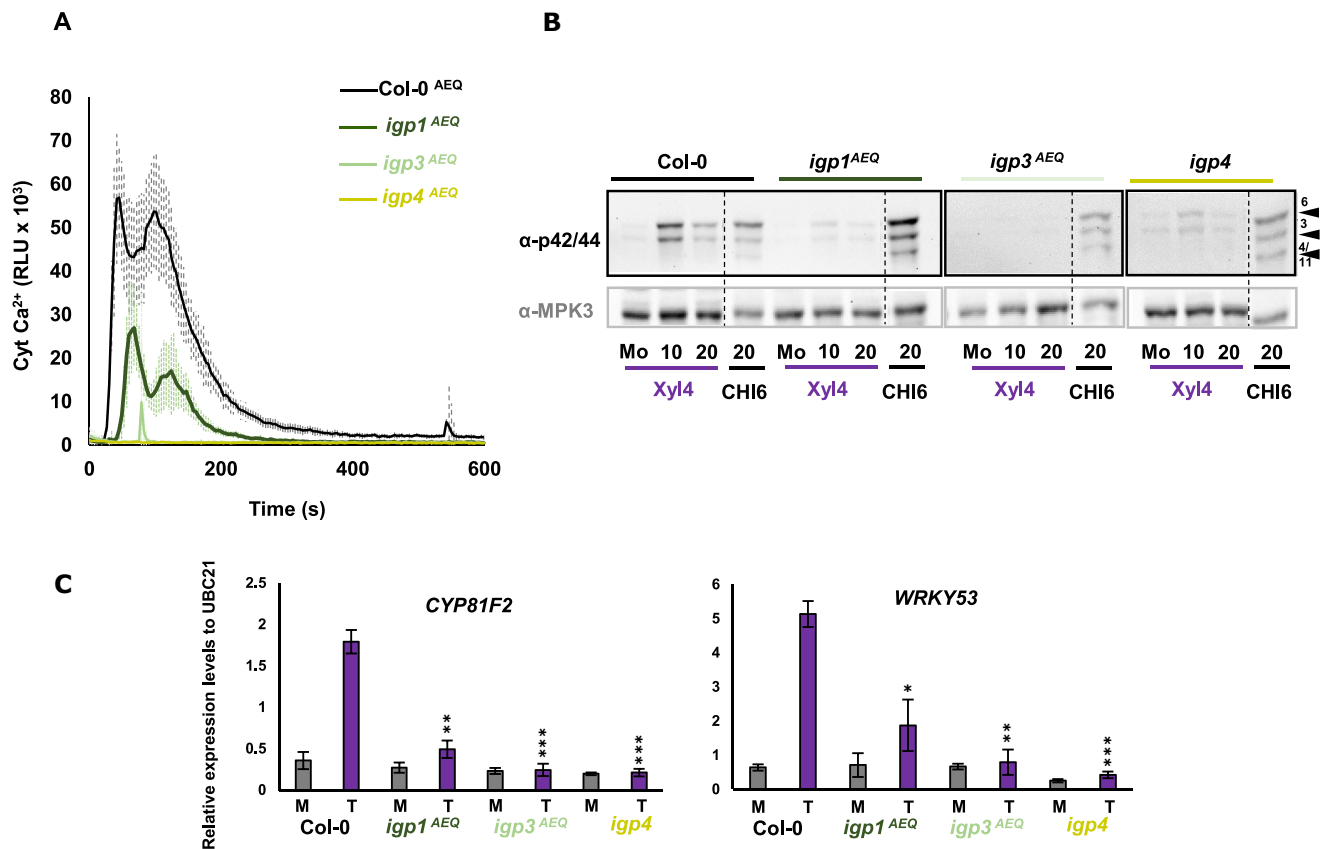 A
Col-0 AEQ
igp1 AEQ
igp3 AEQ
igp4 AEQ
Cyt Ca²⁺ (RLU x 10³)
80
70
60
50
40
30
20
10
0
0 200 400 600
Time (s)
B
Col-0 igp1AEQ igp3 AEQ igp4
α-p42/44
6
3
4/
11
α-MPK3
Mo 10 20 20 Mo 10 20 20 Mo 10 20 20 Mo 10 20 20
Xyl4 CHI6 Xyl4 CHI6 Xyl4 CHI6 Xyl4 CHI6
C
Relative expression levels to UBC21
CYP81F2
2.5
2
1.5
1
0.5
0
** *** ***
M T M T M T M T
Col-0 igp1 AEQ igp3 AEQ igp4
WRKY53
6
5
4
3
2
1
0
* ** ***
M T M T M T M T
Col-0 igp1 AEQ igp3 AEQ igp4